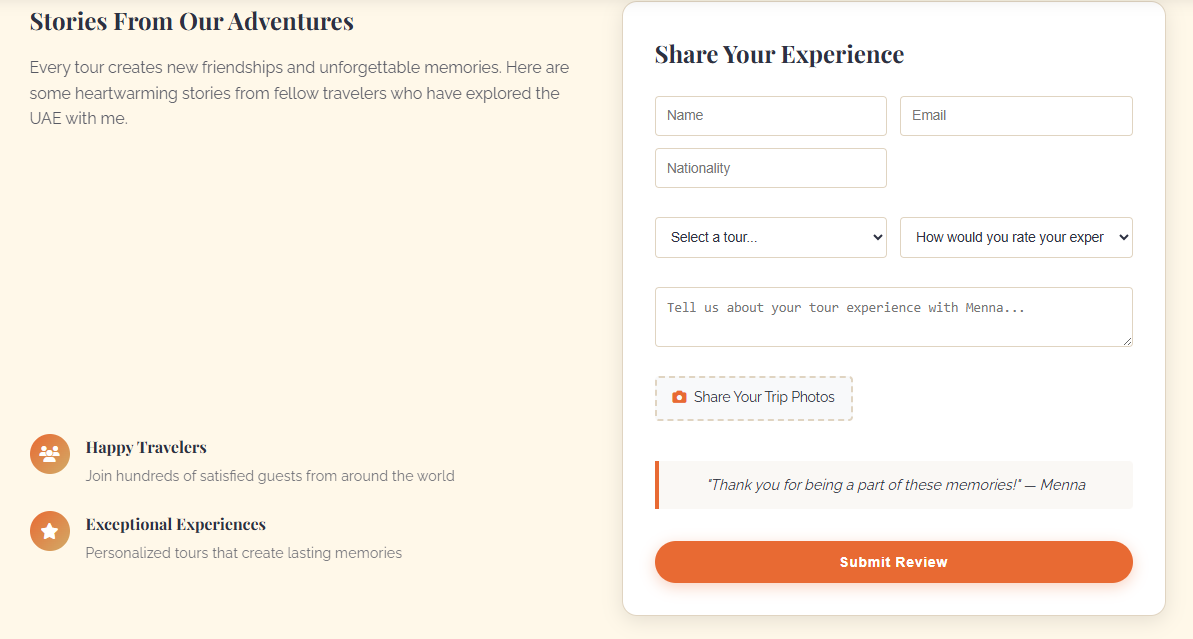 Stories From Our Adventures
Every tour creates new friendships and unforgettable memories. Here are
some heartwarming stories from fellow travelers who have explored the
UAE with me.
Happy Travelers
Join hundreds of satisfied guests from around the world
Exceptional Experiences
Personalized tours that create lasting memories
Share Your Experience
Name
Email
Nationality
Select a tour...
How would you rate your exper
Tell us about your tour experience with Menna...
Share Your Trip Photos
"Thank you for being a part of these memories!" — Menna
Submit Review